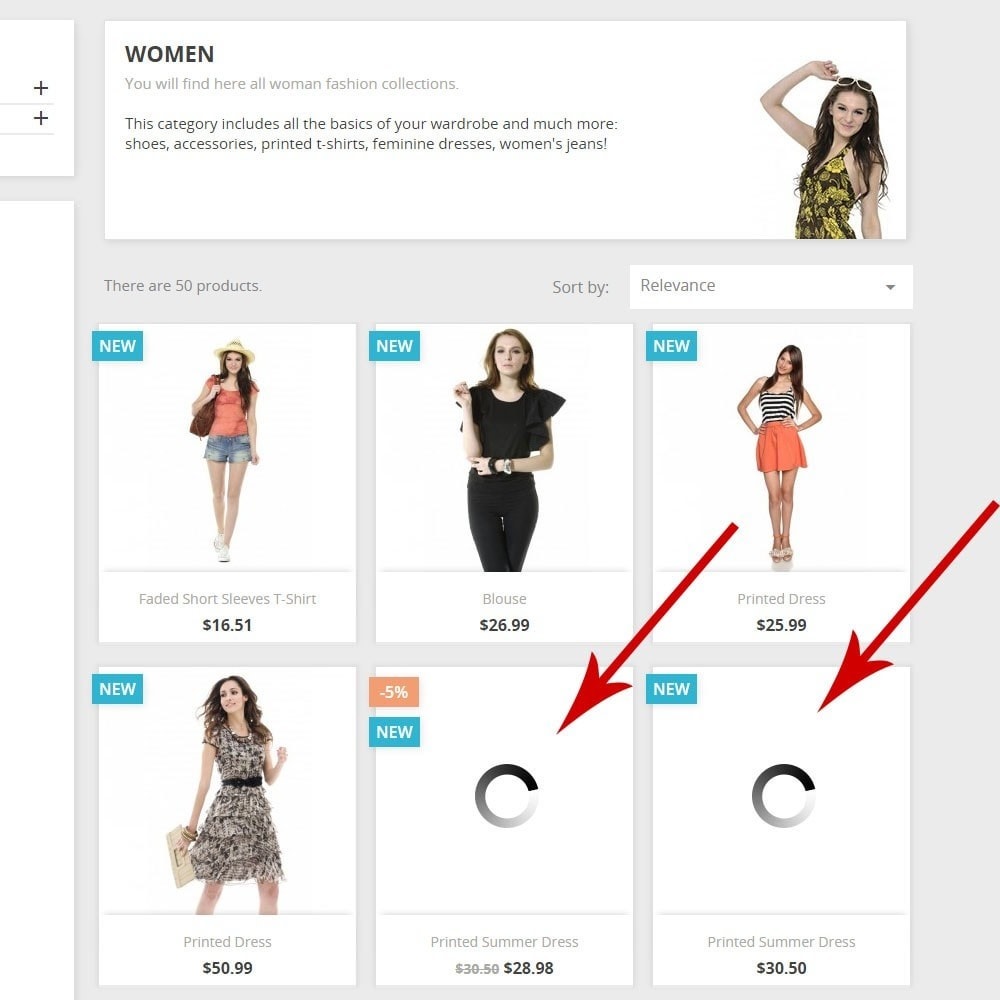 WOMEN
You will find here all woman fashion collections.
This category includes all the basics of your wardrobe and much more:
shoes, accessories, printed t-shirts, feminine dresses, women's jeans!
There are 50 products.
Sort by:
Relevance
NEW
NEW
NEW
Faded Short Sleeves T-Shirt
$16.51
Blouse
$26.99
Printed Dress
$25.99
NEW
-5%
NEW
NEW
Printed Dress
$50.99
Printed Summer Dress
$30.50 $28.98
Printed Summer Dress
$30.50